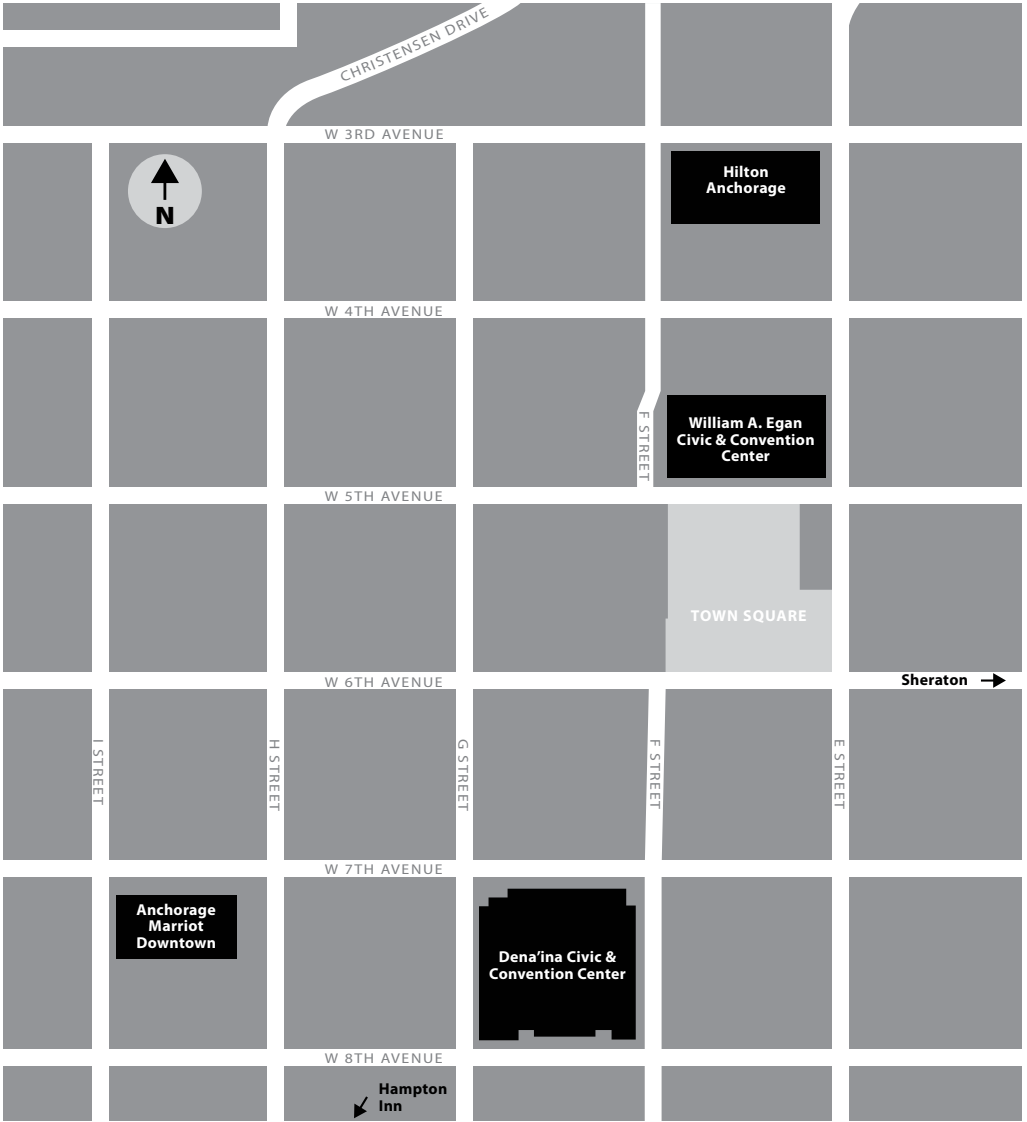 CHRISTENSEN DRIVE
W 3RD AVENUE
N
Hilton
Anchorage
W 4TH AVENUE
F STREET
William A. Egan
Civic & Convention
Center
W 5TH AVENUE
TOWN SQUARE
W 6TH AVENUE
Sheraton
I STREET
H STREET
G STREET
F STREET
E STREET
W 7TH AVENUE
Anchorage
Marriot
Downtown
Dena’ina Civic &
Convention Center
W 8TH AVENUE
Hampton
Inn